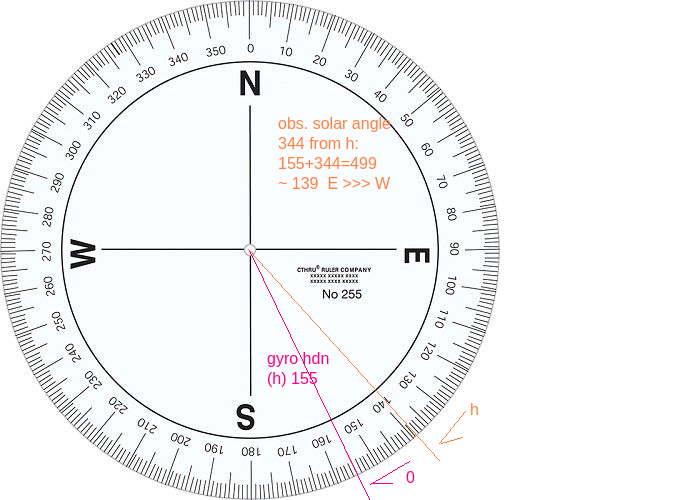 0
10
20
30
40
50
60
70
80
90
100
110
120
130
140
150
160
170
180
190
200
210
220
230
240
250
260
270
280
290
300
310
320
330
340
350
N
obs. solar angle
344 from h:
155+344=499
~ 139 E >>> W
W
E
CTHRU® RULER COMPANY
XXXXX XXXXX XXXX
XXXXX XXXX XXXXX
No 255
gyro hdn
(h) 155
S
h
0